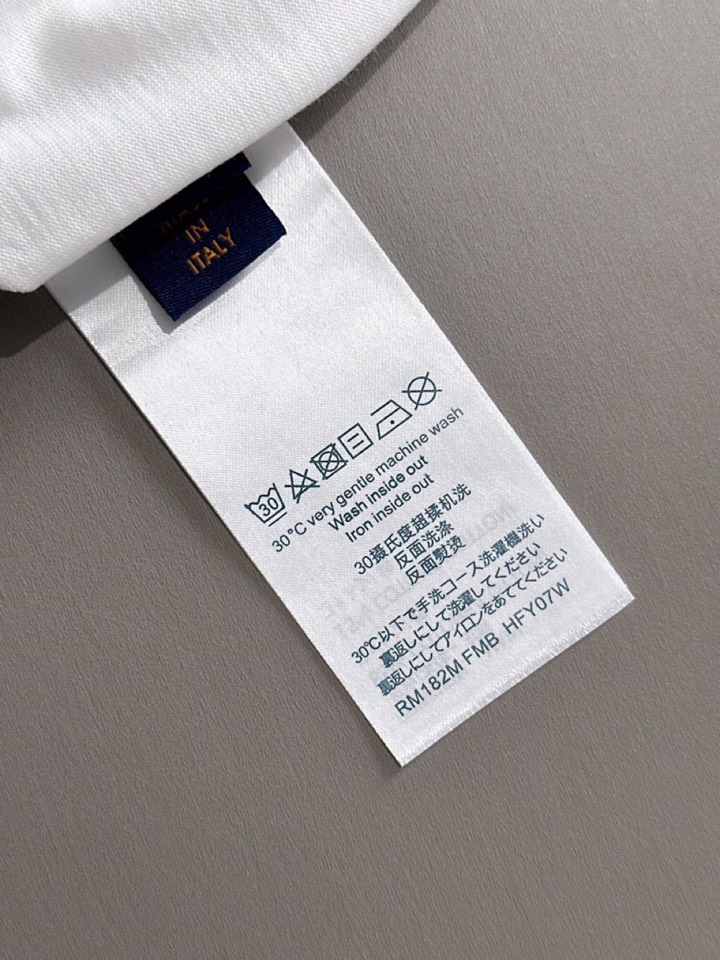 IN
ITALY
30
30°C very gentle machine wash
Wash inside out
Iron inside out
30摄氏度超揉机洗
反面洗涤
反面熨烫
30℃以下で手洗コース洗濯機洗い
裏返しにして洗濯してください
裏返しにしてアイロンをあててください
RM182M FMB HFY07W